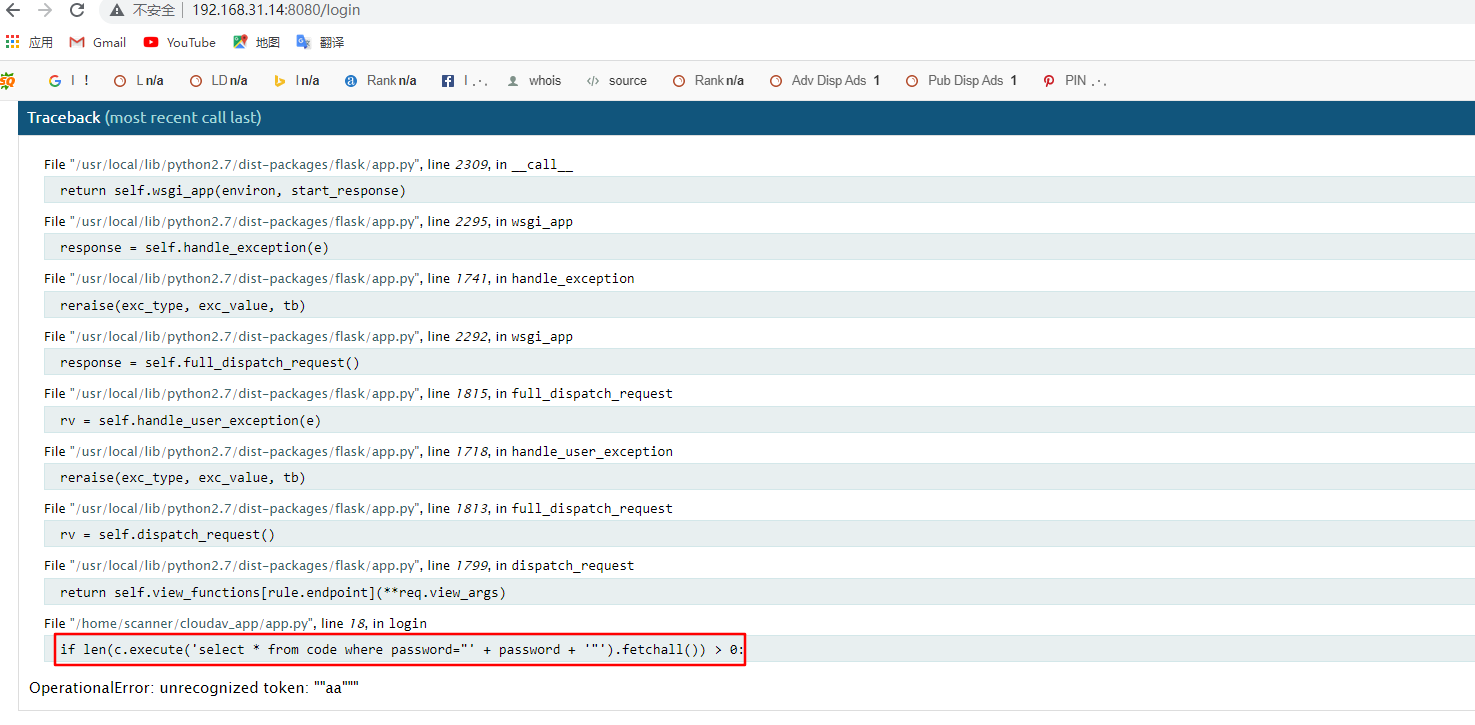 不安全 192.168.31.14:8080/login
应用 Gmail YouTube 地图 翻译
I ! L n/a LD n/a I n/a Rank n/a I whois source Rank n/a Adv Disp Ads 1 Pub Disp Ads 1 PIN
Traceback (most recent call last)
File "/usr/local/lib/python2.7/dist-packages/flask/app.py", line 2309, in __call__
return self.wsgi_app(environ, start_response)
File "/usr/local/lib/python2.7/dist-packages/flask/app.py", line 2295, in wsgi_app
response = self.handle_exception(e)
File "/usr/local/lib/python2.7/dist-packages/flask/app.py", line 1741, in handle_exception
reraise(exc_type, exc_value, tb)
File "/usr/local/lib/python2.7/dist-packages/flask/app.py", line 2292, in wsgi_app
response = self.full_dispatch_request()
File "/usr/local/lib/python2.7/dist-packages/flask/app.py", line 1815, in full_dispatch_request
rv = self.handle_user_exception(e)
File "/usr/local/lib/python2.7/dist-packages/flask/app.py", line 1718, in handle_user_exception
reraise(exc_type, exc_value, tb)
File "/usr/local/lib/python2.7/dist-packages/flask/app.py", line 1813, in full_dispatch_request
rv = self.dispatch_request()
File "/usr/local/lib/python2.7/dist-packages/flask/app.py", line 1799, in dispatch_request
return self.view_functions[rule.endpoint](**req.view_args)
File "/home/scanner/cloudav_app/app.py", line 18, in login
if len(c.execute('select * from code where password="' + password + '"').fetchall()) > 0:
OperationalError: unrecognized token: ""aa"""